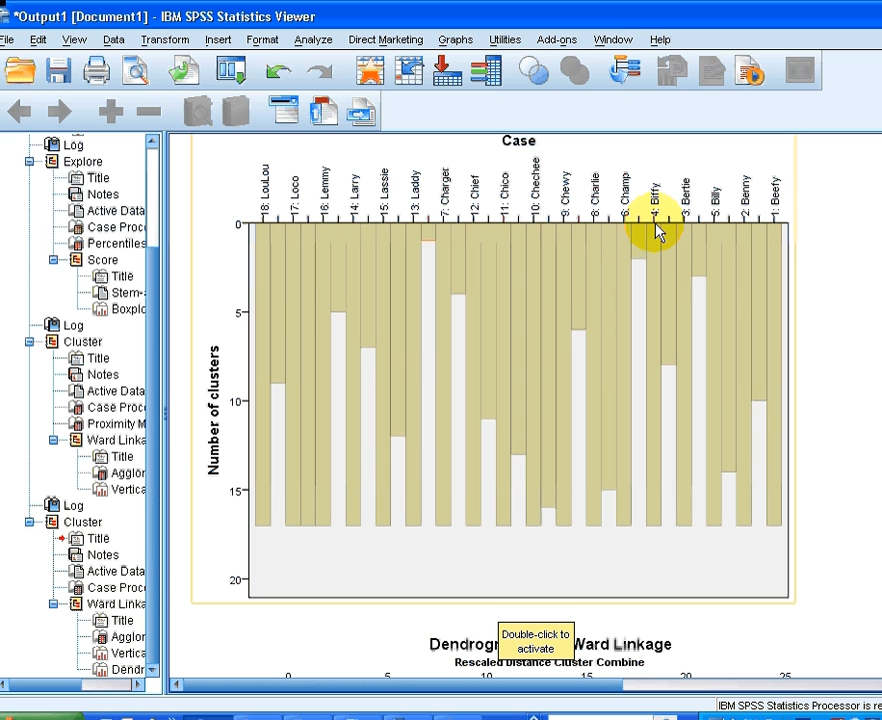 *Output1 [Document1] - IBM SPSS Statistics Viewer
File Edit View Data Transform Insert Format Analyze Direct Marketing Graphs Utilities Add-ons Window Help
Log
Explore
Title
Notes
Active Data
Case Proc
Percentiles
Score
Title
Stem-
Boxplo
Log
Cluster
Title
Notes
Active Data
Case Proc
Proximity M
Ward Linka
Title
Agglor
Vertica
Log
Cluster
Title
Notes
Active Data
Case Proc
Ward Linka
Title
Agglor
Vertica
Dendr
Case
18: LouLou
17: Loco
16: Lemmy
14: Larry
15: Lassie
13: Laddy
7: Charger
12: Chief
11: Chico
10: Chechee
9: Chewy
8: Charlie
6: Champ
4: Biffy
3: Bertie
5: Billy
2: Benny
1: Beefy
Number of clusters
0
5
10
15
20
Double-click to
activate
Dendrogr Ward Linkage
Rescaled Distance Cluster Combine
0 5 10 15 20 25
IBM SPSS Statistics Processor is re